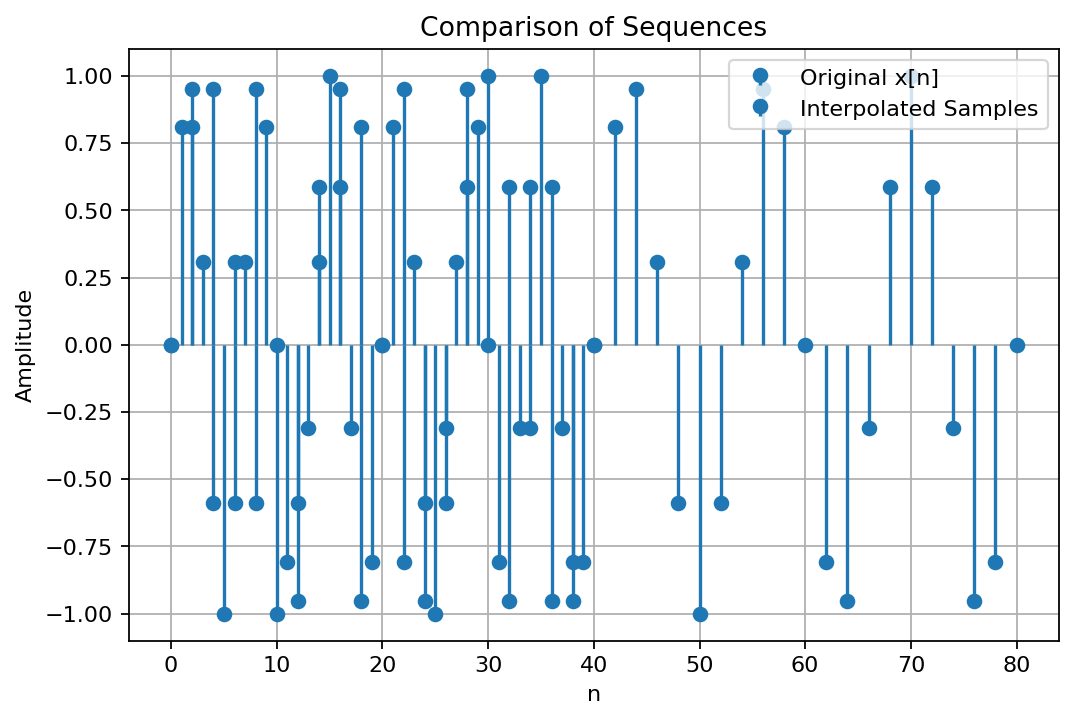 Comparison of Sequences
Original x[n]
Interpolated Samples
1.00
0.75
0.50
0.25
0.00
−0.25
−0.50
−0.75
−1.00
Amplitude
0 10 20 30 40 50 60 70 80
n